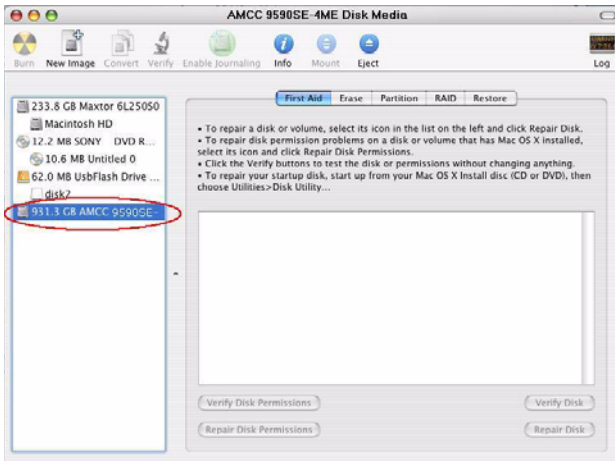 AMCC 9590SE-4ME Disk Media
Burn New Image Convert Verify Enable Journaling Info Mount Eject Log
First Aid Erase Partition RAID Restore
233.8 GB Maxtor 6L250S0
Macintosh HD
12.2 MB SONY DVD R...
10.6 MB Untitled 0
62.0 MB UsbFlash Drive ...
disk2
931.3 GB AMCC 9590SE-
• To repair a disk or volume, select its icon in the list on the left and click Repair Disk.
• To repair disk permission problems on a disk or volume that has Mac OS X installed,
select its icon and click Repair Disk Permissions.
• Click the Verify buttons to test the disk or permissions without changing anything.
• To repair your startup disk, start up from your Mac OS X Install disc (CD or DVD), then
choose Utilities>Disk Utility...
Verify Disk Permissions Verify Disk
Repair Disk Permissions Repair Disk